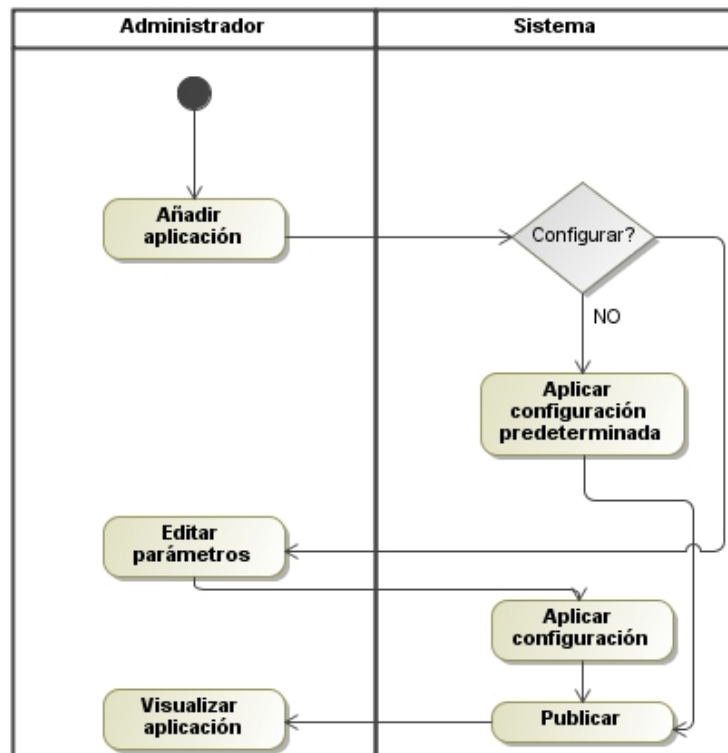 Administrador
Sistema
Añadir
aplicación
Configurar?
NO
Aplicar
configuración
predeterminada
Editar
parámetros
Aplicar
configuración
Visualizar
aplicación
Publicar